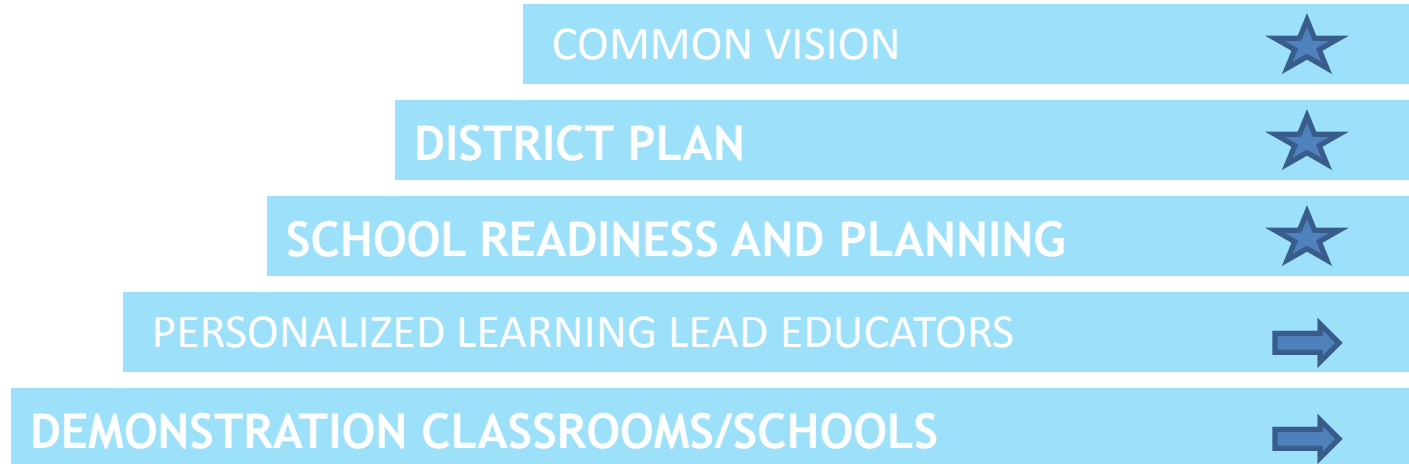 COMMON VISION
DISTRICT PLAN
SCHOOL READINESS AND PLANNING
PERSONALIZED LEARNING LEAD EDUCATORS
DEMONSTRATION CLASSROOMS/SCHOOLS